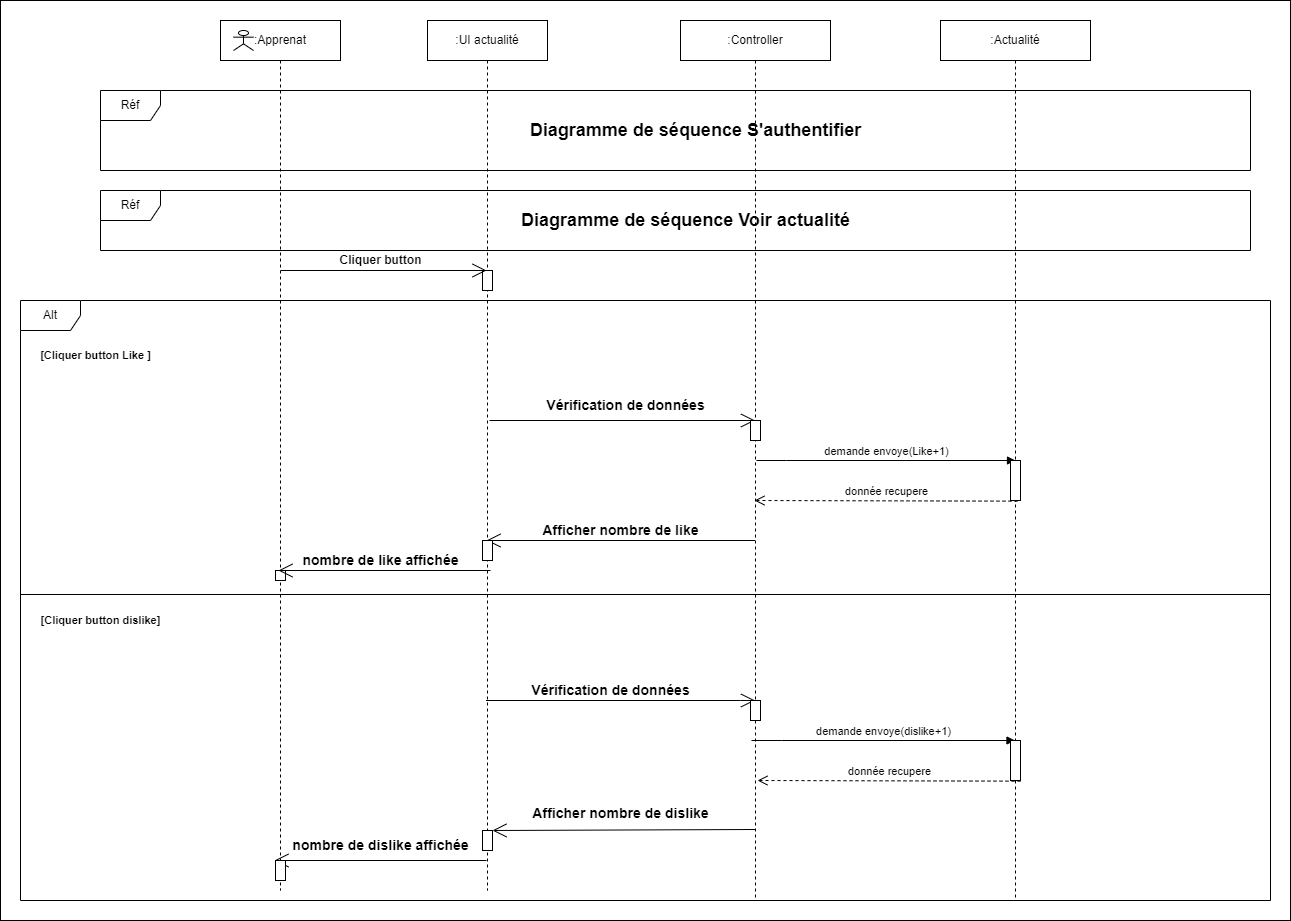 :Apprenat
:UI actualité
:Controller
:Actualité
Réf
Diagramme de séquence S'authentifier
Réf
Diagramme de séquence Voir actualité
Cliquer button
Alt
[Cliquer button Like ]
Vérification de données
demande envoye(Like+1)
donnée recupere
Afficher nombre de like
nombre de like affichée
[Cliquer button dislike]
Vérification de données
demande envoye(dislike+1)
donnée recupere
Afficher nombre de dislike
nombre de dislike affichée